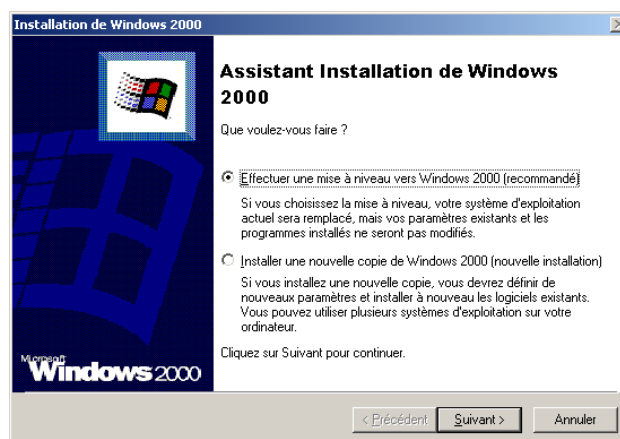 Installation de Windows 2000
Assistant Installation de Windows
2000
Que voulez-vous faire ?
Effectuer une mise à niveau vers Windows 2000 (recommandé)
Si vous choisissez la mise à niveau, votre système d'exploitation
actuel sera remplacé, mais vos paramètres existants et les
programmes installés ne seront pas modifiés.
Installer une nouvelle copie de Windows 2000 (nouvelle installation)
Si vous installez une nouvelle copie, vous devrez définir de
nouveaux paramètres et installer à nouveau les logiciels existants.
Vous pouvez utiliser plusieurs systèmes d'exploitation sur votre
ordinateur.
Cliquez sur Suivant pour continuer.
Microsoft
Windows 2000
< Précédent Suivant > Annuler